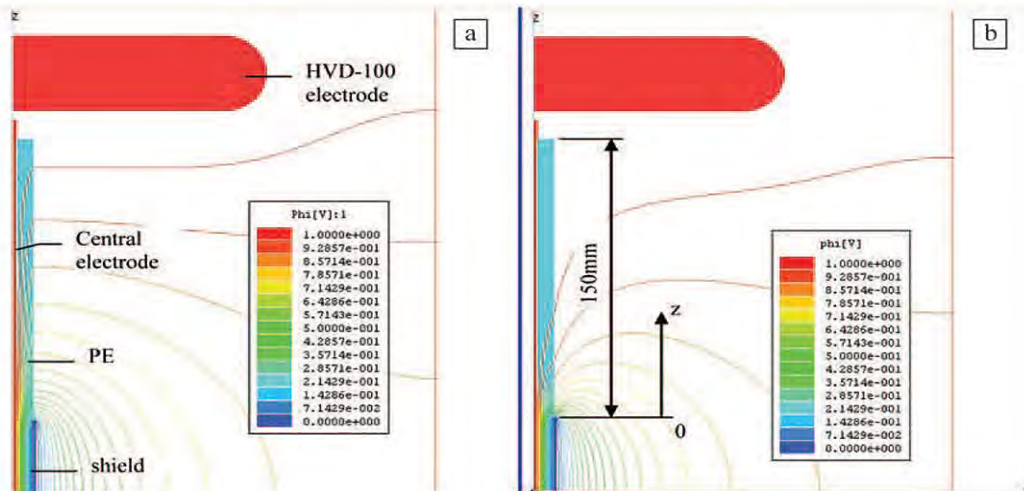 z
a
HVD-100
electrode
Central
electrode
PE
shield
Phi[V]:1
1.0000e+000
9.2857e-001
8.5714e-001
7.8571e-001
7.1429e-001
6.4286e-001
5.7143e-001
5.0000e-001
4.2857e-001
3.5714e-001
2.8571e-001
2.1429e-001
1.4286e-001
7.1429e-002
0.0000e+000
z
b
150mm
z
0
phi[V]
1.0000e+000
9.2857e-001
8.5714e-001
7.8571e-001
7.1429e-001
6.4286e-001
5.7143e-001
5.0000e-001
4.2857e-001
3.5714e-001
2.8571e-001
2.1429e-001
1.4286e-001
7.1429e-002
0.0000e+000